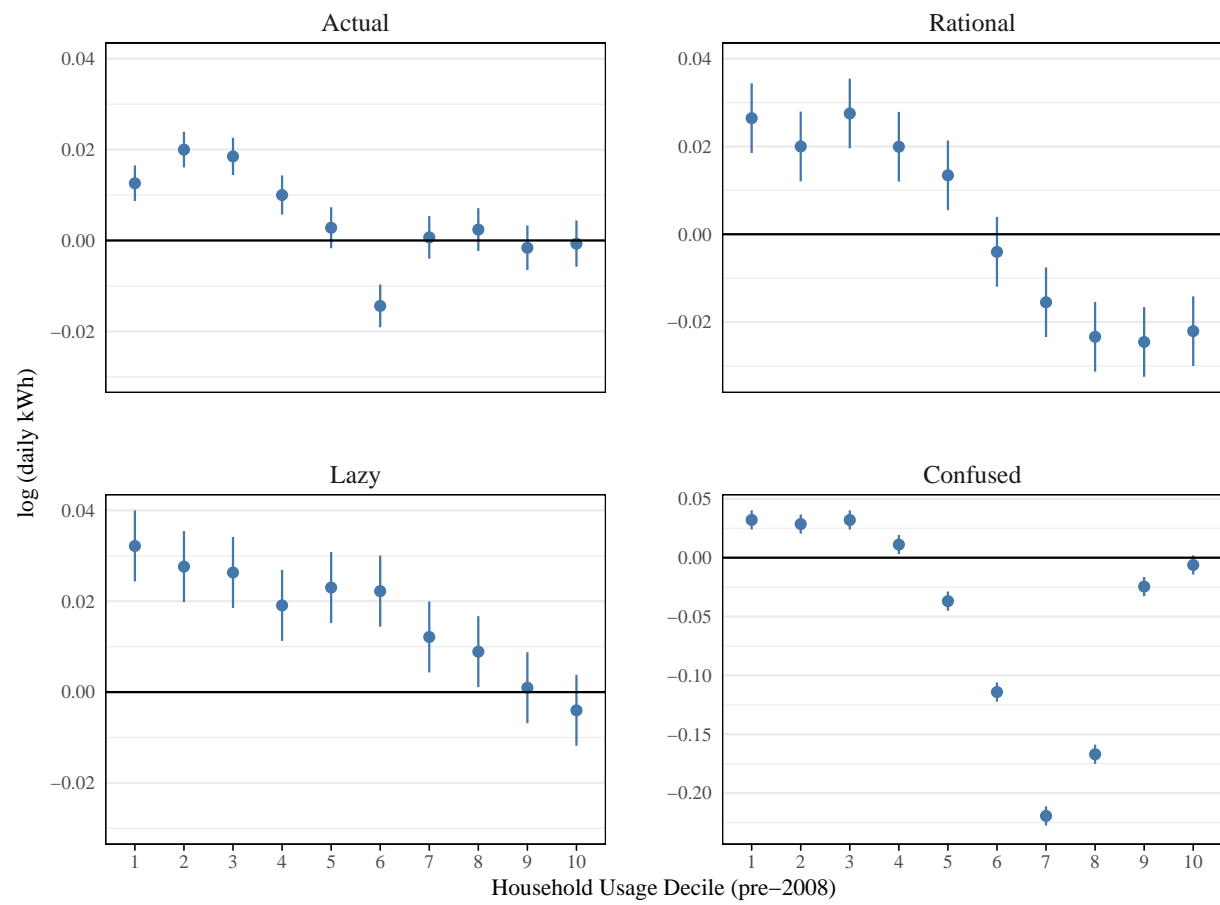 Actual
Rational
0.04
0.02
0.00
−0.02
0.04
0.02
0.00
−0.02
log (daily kWh)
Lazy
Confused
0.04
0.02
0.00
−0.02
0.05
0.00
−0.05
−0.10
−0.15
−0.20
1 2 3 4 5 6 7 8 9 10
1 2 3 4 5 6 7 8 9 10
Household Usage Decile (pre−2008)